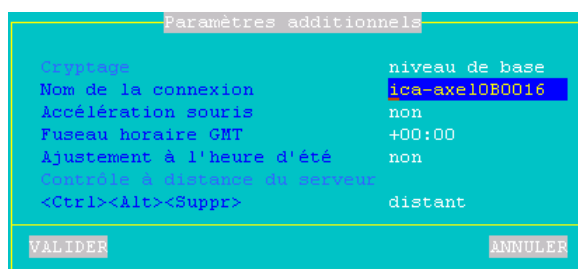 Paramètres additionnels
Cryptage niveau de base
Nom de la connexion ica-axel0B0016
Accélération souris non
Fuseau horaire GMT +00:00
Ajustement à l'heure d'été non
Contrôle à distance du serveur
<Ctrl><Alt><Suppr> distant
VALIDER ANNULER